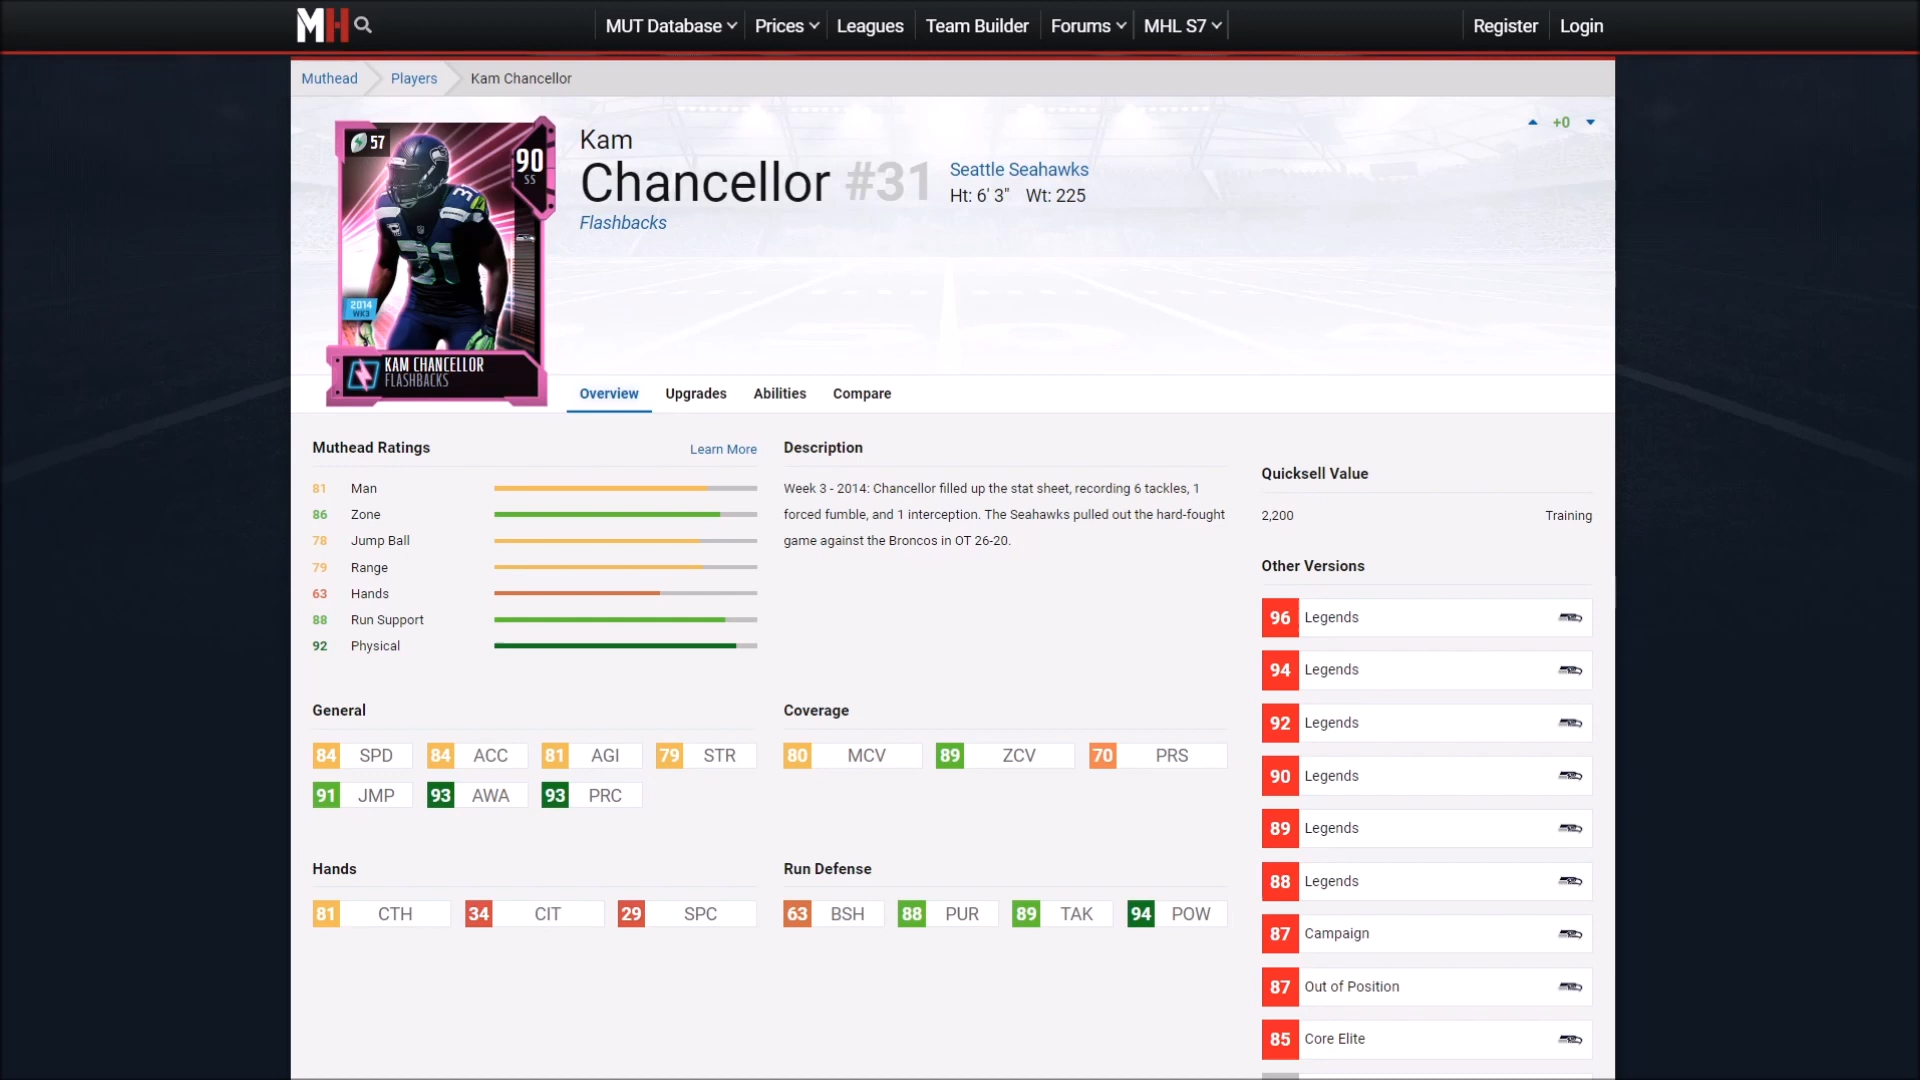 MH
MUT Database
Prices
Leagues
Team Builder
Forums
MHL S7
Register
Login
Muthead
Players
Kam Chancellor
57
90
SS
2014
WK3
KAM CHANCELLOR
FLASHBACKS
Kam
Chancellor #31
Flashbacks
Seattle Seahawks
Ht: 6' 3" Wt: 225
+0
Overview
Upgrades
Abilities
Compare
Muthead Ratings
Learn More
81 Man
86 Zone
78 Jump Ball
79 Range
63 Hands
88 Run Support
92 Physical
Description
Week 3 - 2014: Chancellor filled up the stat sheet, recording 6 tackles, 1
forced fumble, and 1 interception. The Seahawks pulled out the hard-fought
game against the Broncos in OT 26-20.
General
84 SPD 84 ACC 81 AGI 79 STR
91 JMP 93 AWA 93 PRC
Coverage
80 MCV 89 ZCV 70 PRS
Hands
81 CTH 34 CIT 29 SPC
Run Defense
63 BSH 88 PUR 89 TAK 94 POW
Quicksell Value
2,200 Training
Other Versions
96 Legends
94 Legends
92 Legends
90 Legends
89 Legends
88 Legends
87 Campaign
87 Out of Position
85 Core Elite